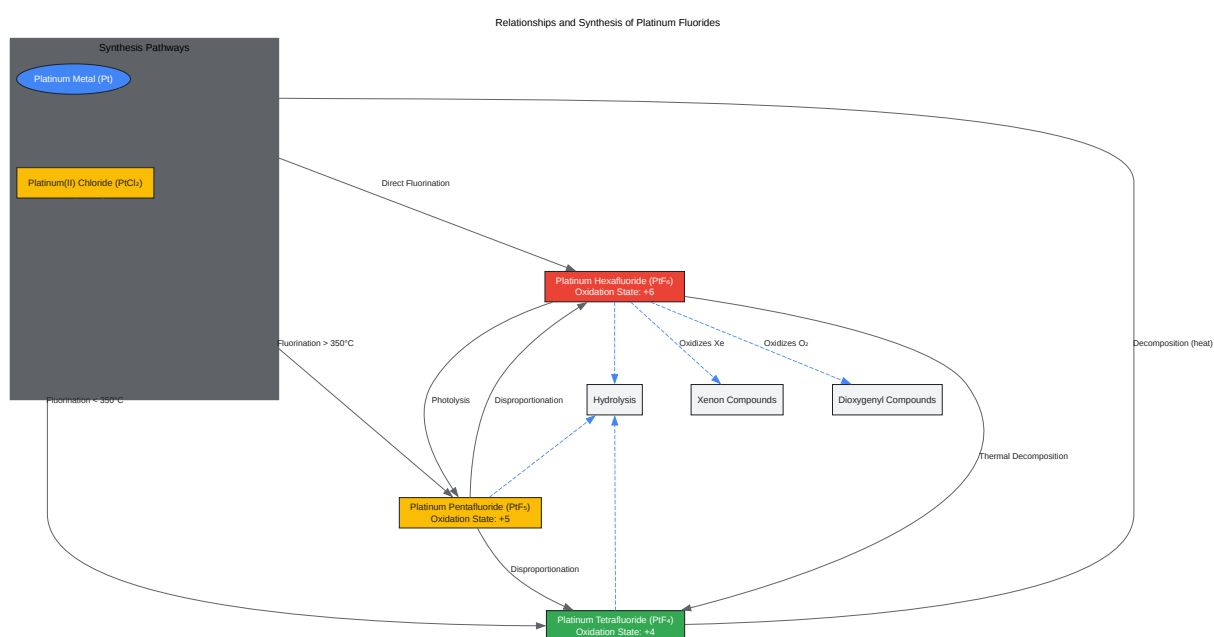 Relationships and Synthesis of Platinum Fluorides
Synthesis Pathways
Platinum Metal (Pt)
Platinum(II) Chloride (PtCl₂)
Direct Fluorination
Platinum Hexafluoride (PtF₆)
Oxidation State: +6
Fluorination > 350°C
Oxidizes Xe
Oxidizes O₂
Decomposition (heat)
Fluorination < 350°C
Photolysis
Disproportionation
Hydrolysis
Xenon Compounds
Dioxygenyl Compounds
Thermal Decomposition
Platinum Pentafluoride (PtF₅)
Oxidation State: +5
Disproportionation
Platinum Tetrafluoride (PtF₄)
Oxidation State: +4